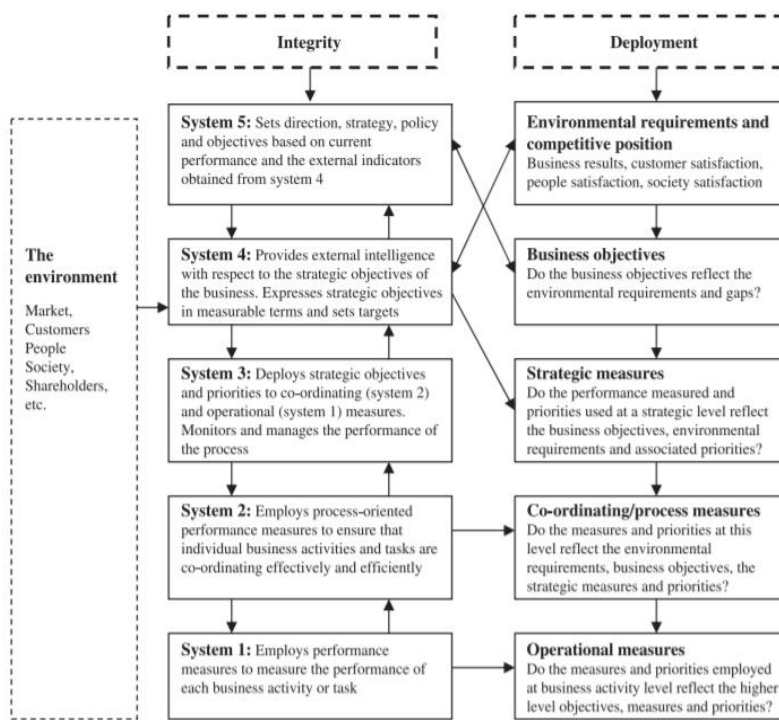 Integrity
Deployment
The
environment
Market,
Customers
People
Society,
Shareholders,
etc.
System 5: Sets direction, strategy, policy
and objectives based on current
performance and the external indicators
obtained from system 4
System 4: Provides external intelligence
with respect to the strategic objectives of
the business. Expresses strategic objectives
in measurable terms and sets targets
System 3: Deploys strategic objectives
and priorities to co-ordinating (system 2)
and operational (system 1) measures.
Monitors and manages the performance of
the process
System 2: Employs process-oriented
performance measures to ensure that
individual business activities and tasks are
co-ordinating effectively and efficiently
System 1: Employs performance
measures to measure the performance of
each business activity or task
Environmental requirements and
competitive position
Business results, customer satisfaction,
people satisfaction, society satisfaction
Business objectives
Do the business objectives reflect the
environmental requirements and gaps?
Strategic measures
Do the performance measured and
priorities used at a strategic level reflect
the business objectives, environmental
requirements and associated priorities?
Co-ordinating/process measures
Do the measures and priorities at this
level reflect the environmental
requirements, business objectives, the
strategic measures and priorities?
Operational measures
Do the measures and priorities employed
at business activity level reflect the higher
level objectives, measures and priorities?